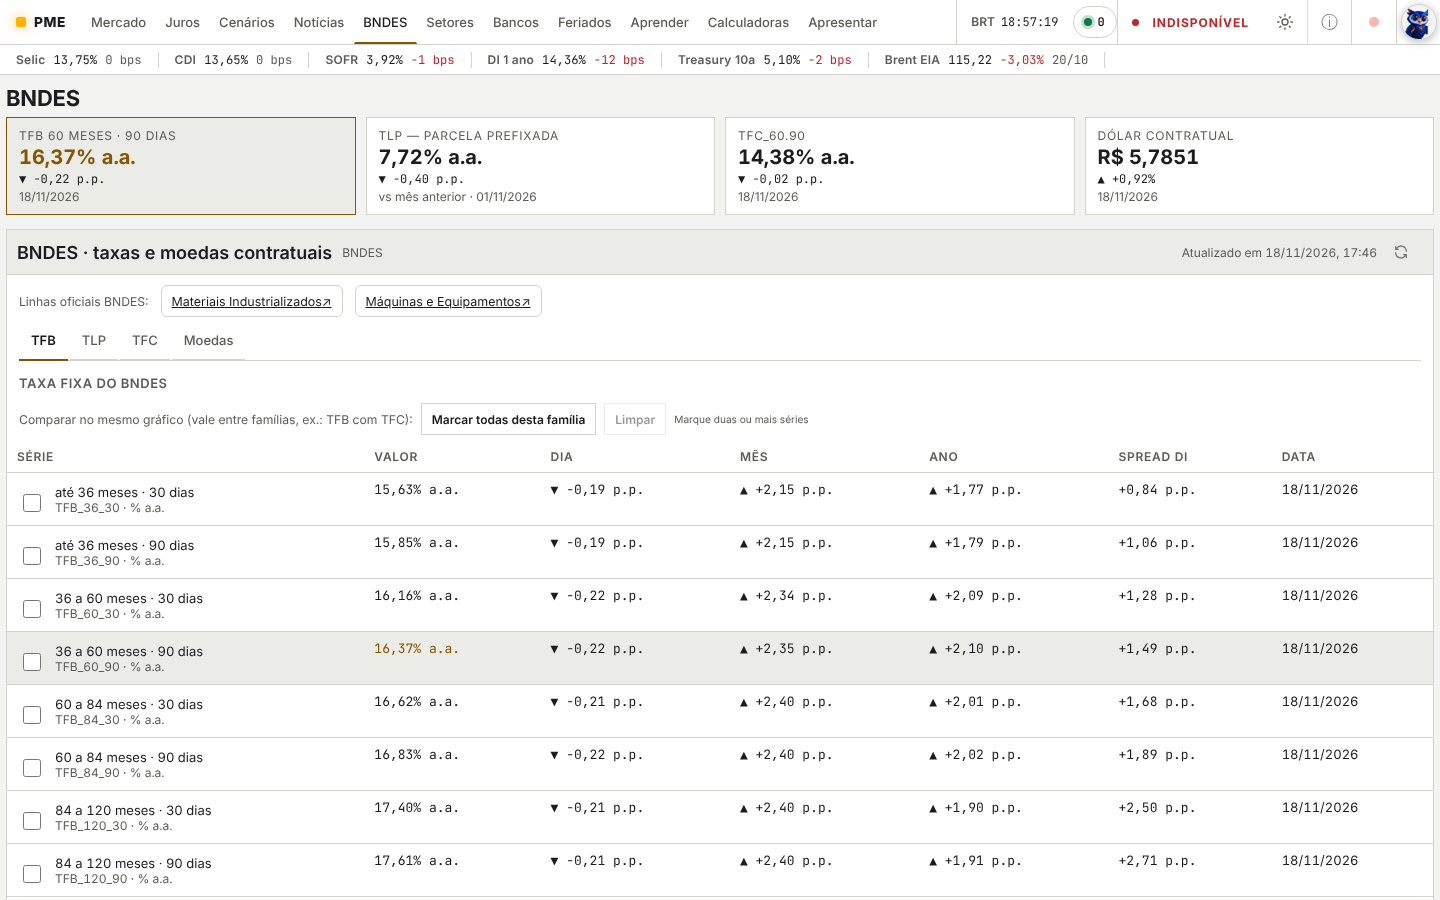 PME Mercado Juros Cenários Notícias BNDES Setores Bancos Feriados Aprender Calculadoras Apresentar BRT 18:57:19 0 INDISPONÍVEL
Selic 13,75% 0 bps CDI 13,65% 0 bps SOFR 3,92% -1 bps DI 1 ano 14,36% -12 bps Treasury 10a 5,10% -2 bps Brent EIA 115,22 -3,03% 20/10
BNDES
TFB 60 MESES · 90 DIAS
16,37% a.a.
▼ -0,22 p.p.
18/11/2026
TLP — PARCELA PREFIXADA
7,72% a.a.
▼ -0,40 p.p.
vs mês anterior · 01/11/2026
TFC_60.90
14,38% a.a.
▼ -0,02 p.p.
18/11/2026
DÓLAR CONTRATUAL
R$ 5,7851
▲ +0,92%
18/11/2026
BNDES · taxas e moedas contratuais BNDES Atualizado em 18/11/2026, 17:46
Linhas oficiais BNDES: Materiais Industrializados↗ Máquinas e Equipamentos↗
TFB TLP TFC Moedas
TAXA FIXA DO BNDES
Comparar no mesmo gráfico (vale entre famílias, ex.: TFB com TFC): Marcar todas desta família Limpar Marque duas ou mais séries
SÉRIE VALOR DIA MÊS ANO SPREAD DI DATA
até 36 meses · 30 dias 15,63% a.a. ▼ -0,19 p.p. ▲ +2,15 p.p. ▲ +1,77 p.p. +0,84 p.p. 18/11/2026
TFB_36_30 · % a.a.
até 36 meses · 90 dias 15,85% a.a. ▼ -0,19 p.p. ▲ +2,15 p.p. ▲ +1,79 p.p. +1,06 p.p. 18/11/2026
TFB_36_90 · % a.a.
36 a 60 meses · 30 dias 16,16% a.a. ▼ -0,22 p.p. ▲ +2,34 p.p. ▲ +2,09 p.p. +1,28 p.p. 18/11/2026
TFB_60_30 · % a.a.
36 a 60 meses · 90 dias 16,37% a.a. ▼ -0,22 p.p. ▲ +2,35 p.p. ▲ +2,10 p.p. +1,49 p.p. 18/11/2026
TFB_60_90 · % a.a.
60 a 84 meses · 30 dias 16,62% a.a. ▼ -0,21 p.p. ▲ +2,40 p.p. ▲ +2,01 p.p. +1,68 p.p. 18/11/2026
TFB_84_30 · % a.a.
60 a 84 meses · 90 dias 16,83% a.a. ▼ -0,22 p.p. ▲ +2,40 p.p. ▲ +2,02 p.p. +1,89 p.p. 18/11/2026
TFB_84_90 · % a.a.
84 a 120 meses · 30 dias 17,40% a.a. ▼ -0,21 p.p. ▲ +2,40 p.p. ▲ +1,90 p.p. +2,50 p.p. 18/11/2026
TFB_120_30 · % a.a.
84 a 120 meses · 90 dias 17,61% a.a. ▼ -0,21 p.p. ▲ +2,40 p.p. ▲ +1,91 p.p. +2,71 p.p. 18/11/2026
TFB_120_90 · % a.a.